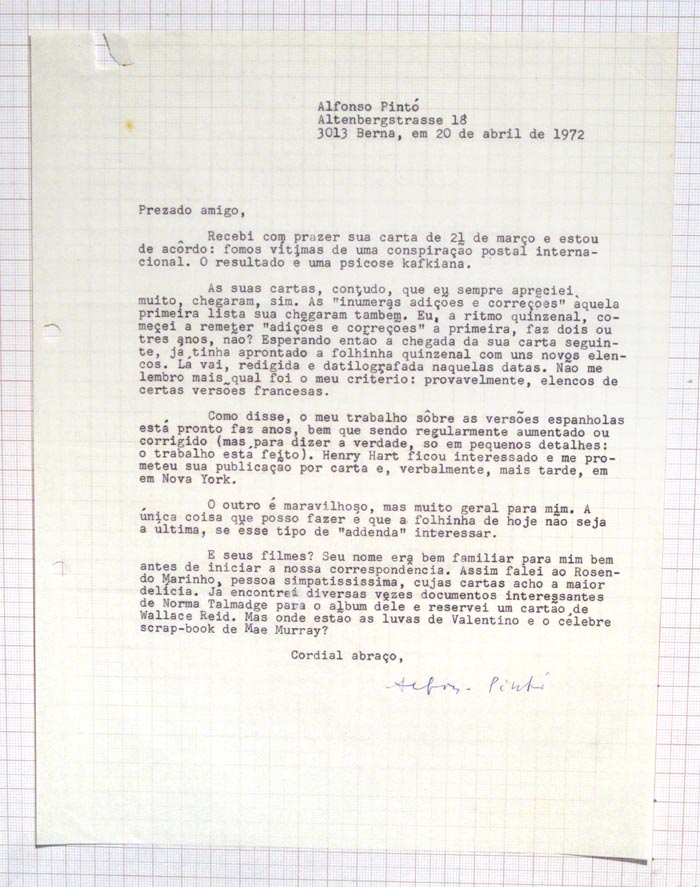 Alfonso Pintó
Altenbergstrasse 18
3013 Berna, em 20 de abril de 1972
Prezado amigo,
Recebi com prazer sua carta de 21 de março e estou
de acôrdo: fomos vítimas de uma conspiração postal interna-
cional. O resultado é uma psicose kafkiana.
As suas cartas, contudo, que eu sempre apreciei
muito, chegaram, sim. As "inumeras adições e correções" àquela
primeira lista sua chegaram também. Eu, a ritmo quinzenal, co-
meçei a remeter "adições e correções" à primeira, faz dois ou
tres anos, não? Esperando então a chegada da sua carta seguin-
te, já tinha aprontado a folhinha quinzenal com uns novos elen-
cos. Lá vai, redigida e datilografada naquelas datas. Não me
lembro mais qual foi o meu criterio: provavelmente, elencos de
certas versões francesas.
Como disse, o meu trabalho sôbre as versões espanholas
está pronto faz anos, bem que sendo regularmente aumentado ou
corrigido (mas para dizer a verdade, so em pequenos detalhes:
o trabalho está feito). Henry Hart ficou interessado e me pro-
meteu sua publicação por carta e, verbalmente, mais tarde, em
em Nova York.
O outro é maravilhoso, mas muito geral para mim. A
única coisa que posso fazer é que a folhinha de hoje não seja
a ultima, se esse tipo de "addenda" interessar.
E seus filmes? Seu nome era bem familiar para mim bem
antes de iniciar a nossa correspondência. Assim falei ao Rosen-
do Marinho, pessoa simpatissíssima, cujas cartas acho a maior
delícia. Já encontrei diversas vezes documentos interessantes
de Norma Talmadge para o album dele e reservei um cartão de
Wallace Reid. Mas onde estão as luvas de Valentino e o célebre
scrap-book de Mae Murray?
Cordial abraço,
Alfonso Pintó